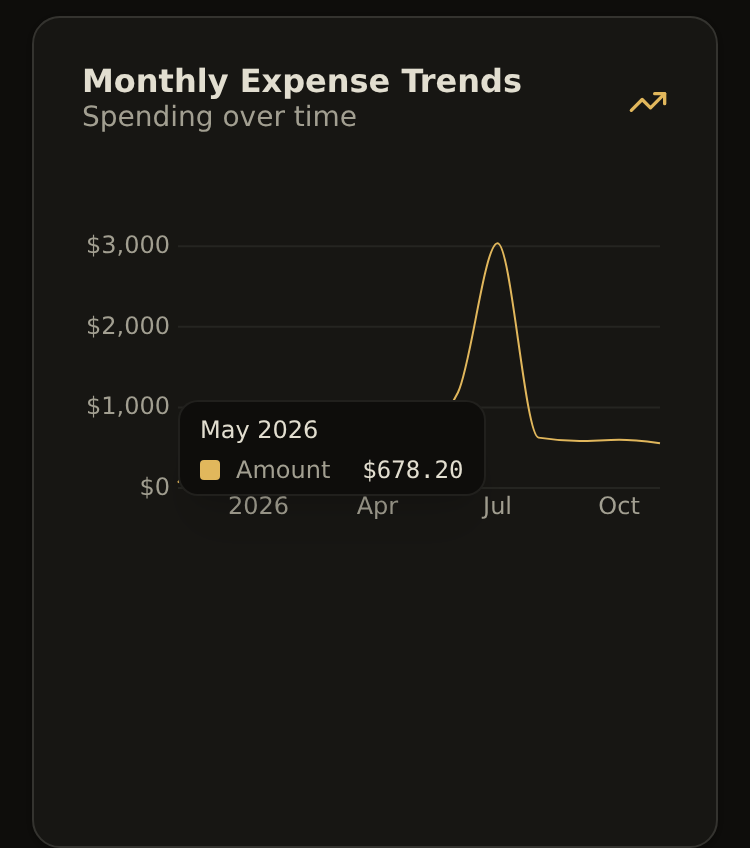 Monthly Expense Trends
Spending over time
$3,000
$2,000
$1,000
$0
May 2026
Amount $678.20
2026 Apr Jul Oct